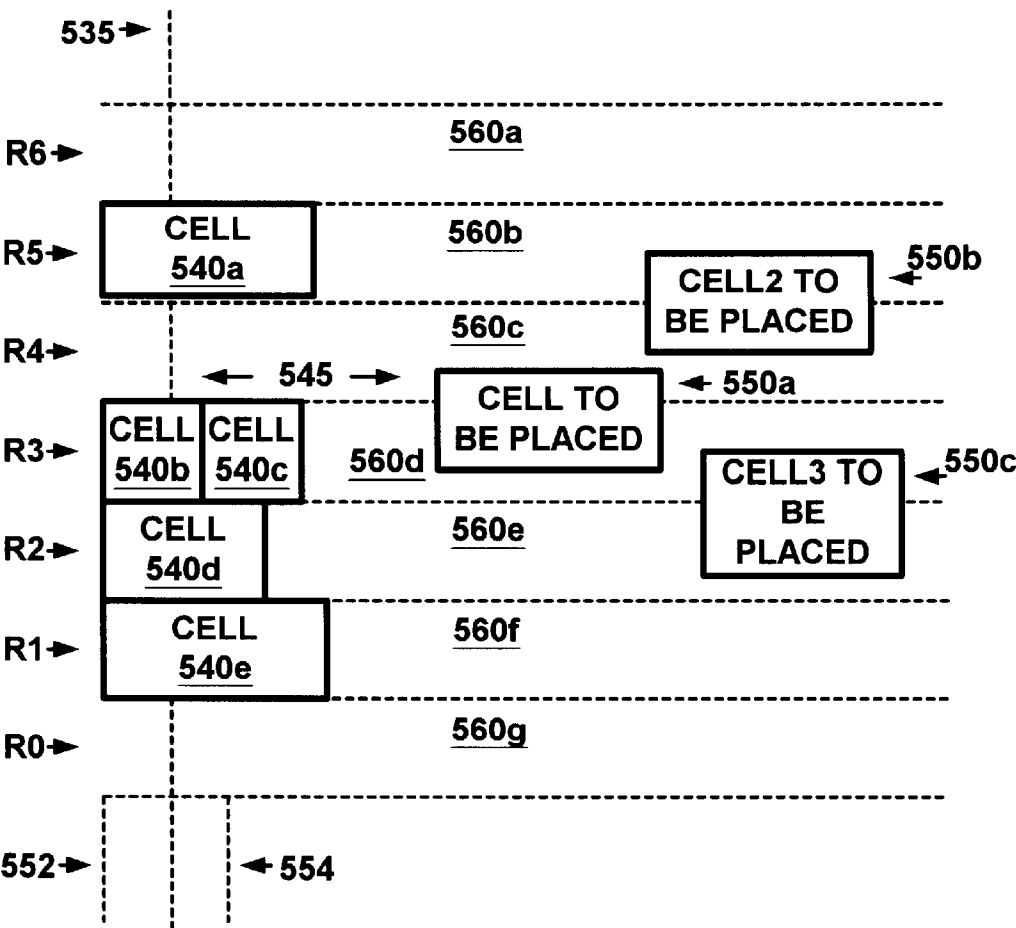 535
560a
R6
CELL
540a
560b
R5
550b
CELL2 TO
BE PLACED
560c
R4
545
550a
CELL TO
BE PLACED
CELL
540b
CELL
540c
R3
560d
550c
CELL3 TO
BE
PLACED
CELL
540d
R2
560e
CELL
540e
R1
560f
R0
560g
552
554